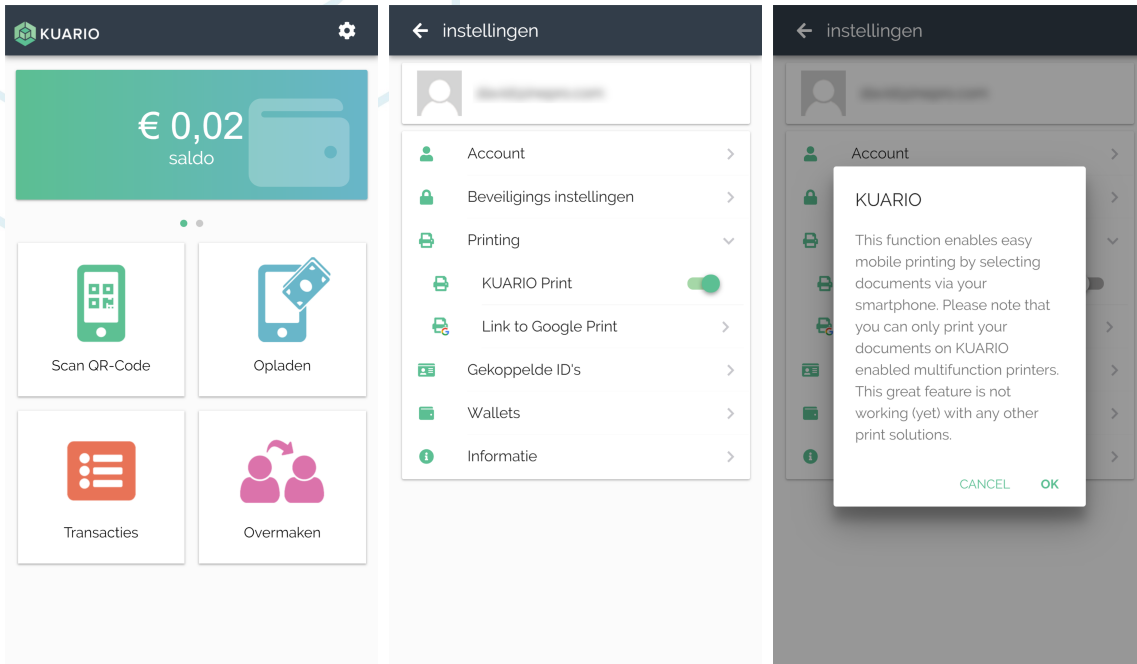 KUARIO
€ 0,02
saldo
Scan QR-Code
Opladen
Transacties
Overmaken
instellingen
Account
Beveiligings instellingen
Printing
KUARIO Print
Link to Google Print
Gekoppelde ID's
Wallets
Informatie
instellingen
Account
KUARIO
This function enables easy
mobile printing by selecting
documents via your
smartphone. Please note that
you can only print your
documents on KUARIO
enabled multifunction printers.
This great feature is not
working (yet) with any other
print solutions.
CANCEL OK